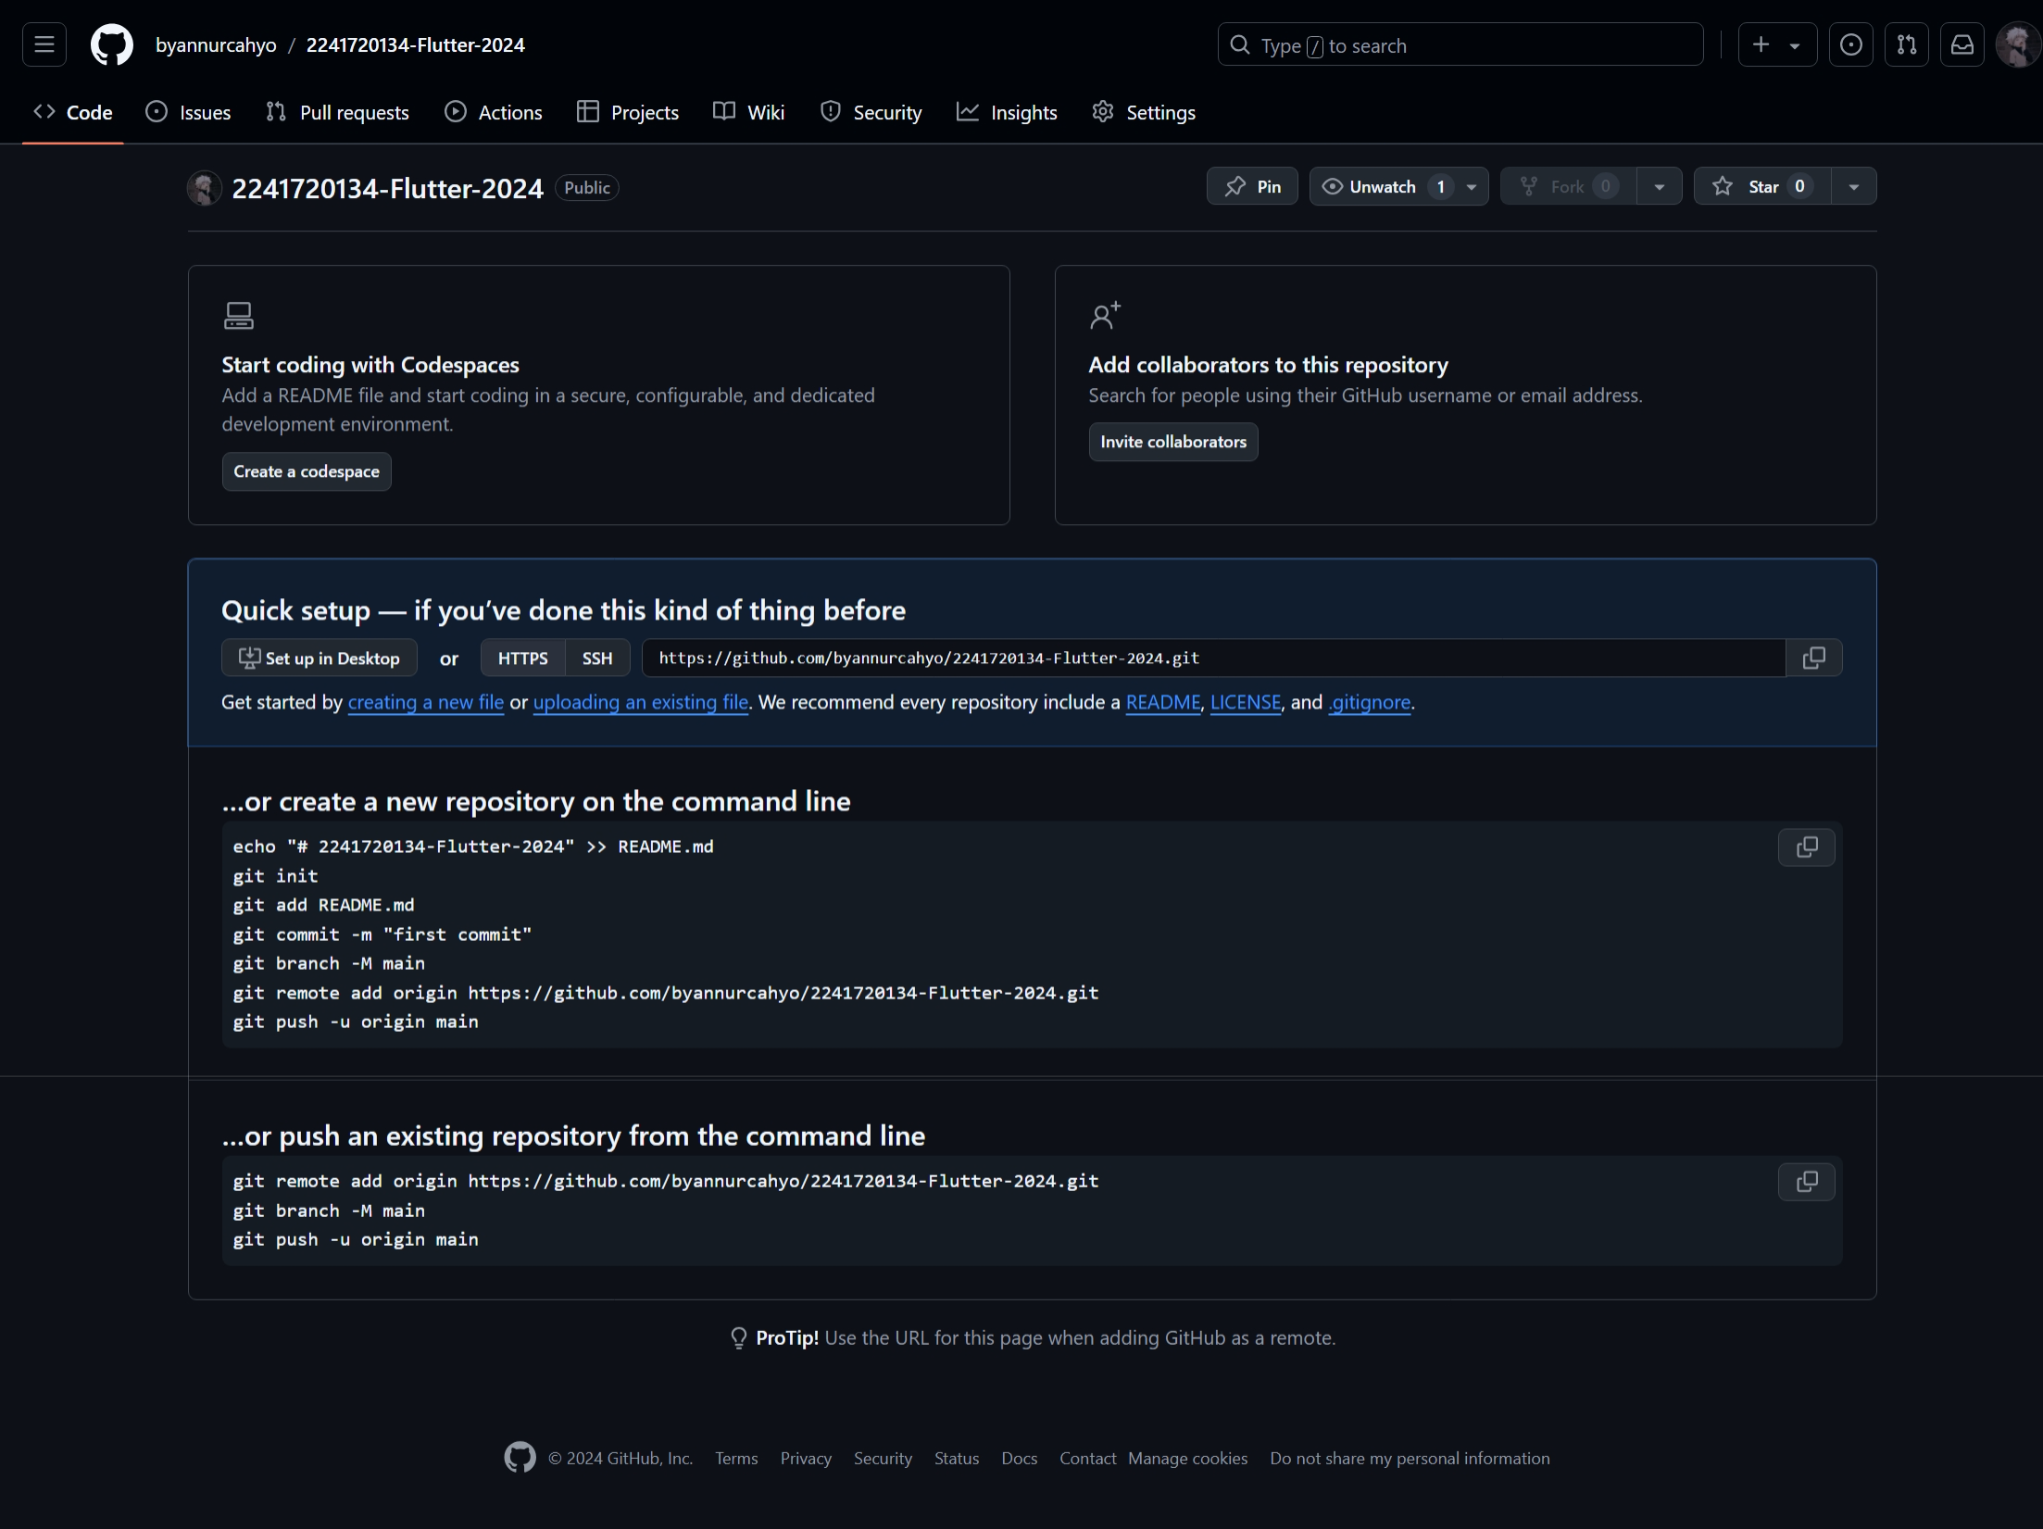 byannurcahyo / 2241720134-Flutter-2024
Type / to search
Code Issues Pull requests Actions Projects Wiki Security Insights Settings
2241720134-Flutter-2024 Public
Pin Unwatch 1 Fork 0 Star 0
Start coding with Codespaces
Add a README file and start coding in a secure, configurable, and dedicated
development environment.
Create a codespace
Add collaborators to this repository
Search for people using their GitHub username or email address.
Invite collaborators
Quick setup — if you’ve done this kind of thing before
Set up in Desktop or HTTPS SSH https://github.com/byannurcahyo/2241720134-Flutter-2024.git
Get started by creating a new file or uploading an existing file. We recommend every repository include a README, LICENSE, and .gitignore.
…or create a new repository on the command line
echo "# 2241720134-Flutter-2024" >> README.md
git init
git add README.md
git commit -m "first commit"
git branch -M main
git remote add origin https://github.com/byannurcahyo/2241720134-Flutter-2024.git
git push -u origin main
…or push an existing repository from the command line
git remote add origin https://github.com/byannurcahyo/2241720134-Flutter-2024.git
git branch -M main
git push -u origin main
ProTip! Use the URL for this page when adding GitHub as a remote.
© 2024 GitHub, Inc. Terms Privacy Security Status Docs Contact Manage cookies Do not share my personal information